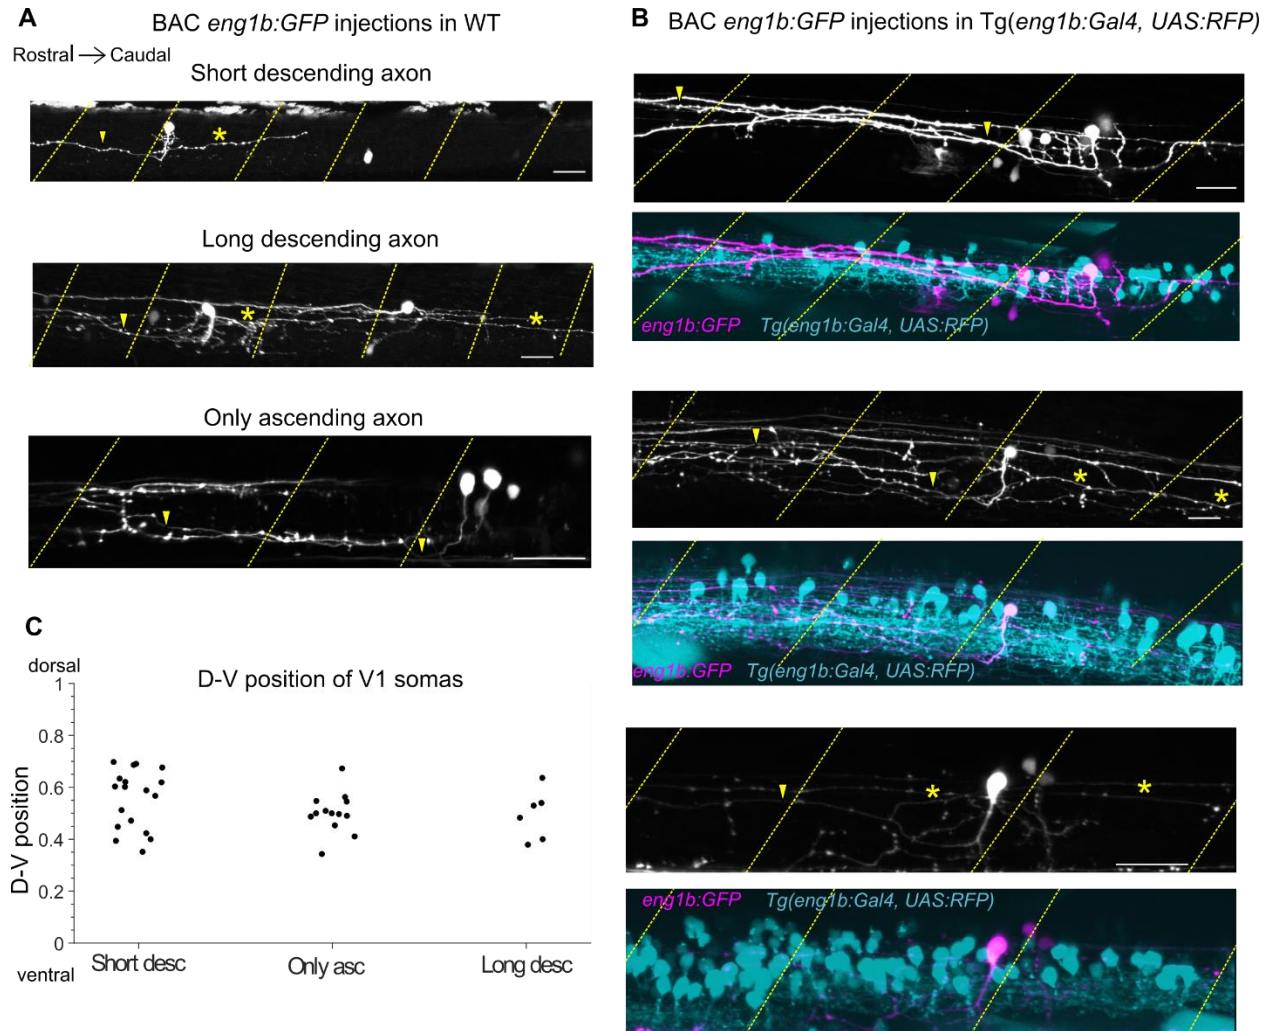 A
BAC eng1b:GFP injections in WT
Rostral → Caudal
Short descending axon
*
Long descending axon
*
*
Only ascending axon
B
BAC eng1b:GFP injections in Tg(eng1b:Gal4, UAS:RFP)
eng1b:GFP Tg(eng1b:Gal4, UAS:RFP)
*
*
eng1b:GFP Tg(eng1b:Gal4, UAS:RFP)
*
*
eng1b:GFP Tg(eng1b:Gal4, UAS:RFP)
C
D-V position of V1 somas
dorsal
1
0.8
0.6
0.4
0.2
0
ventral
D-V position
Short desc
Only asc
Long desc